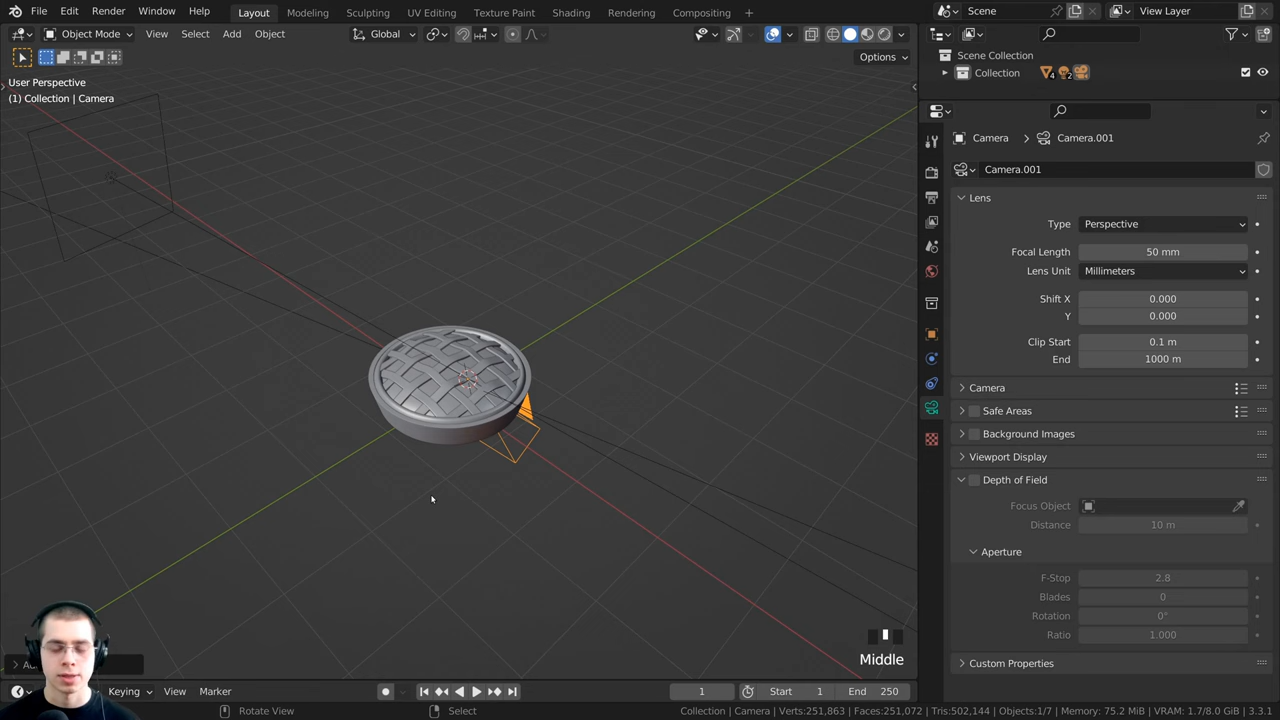 File Edit Render Window Help Layout Modeling Sculpting UV Editing Texture Paint Shading Rendering Compositing + Scene View Layer
Object Mode View Select Add Object Global
Options
User Perspective
(1) Collection | Camera
Scene Collection
Collection 4 2
Camera > Camera.001
Camera.001
Lens
Type Perspective
Focal Length 50 mm
Lens Unit Millimeters
Shift X 0.000
Y 0.000
Clip Start 0.1 m
End 1000 m
Camera
Safe Areas
Background Images
Viewport Display
Depth of Field
Focus Object
Distance 10 m
Aperture
F-Stop 2.8
Blades 0
Rotation 0°
Ratio 1.000
Custom Properties
Middle
Keying View Marker 1 Start 1 End 250
Rotate View Select Collection | Camera | Verts:251,863 | Faces:251,072 | Tris:502,144 | Objects:1/7 | Memory: 75.2 MiB | VRAM: 1.7/8.0 GiB | 3.3.1